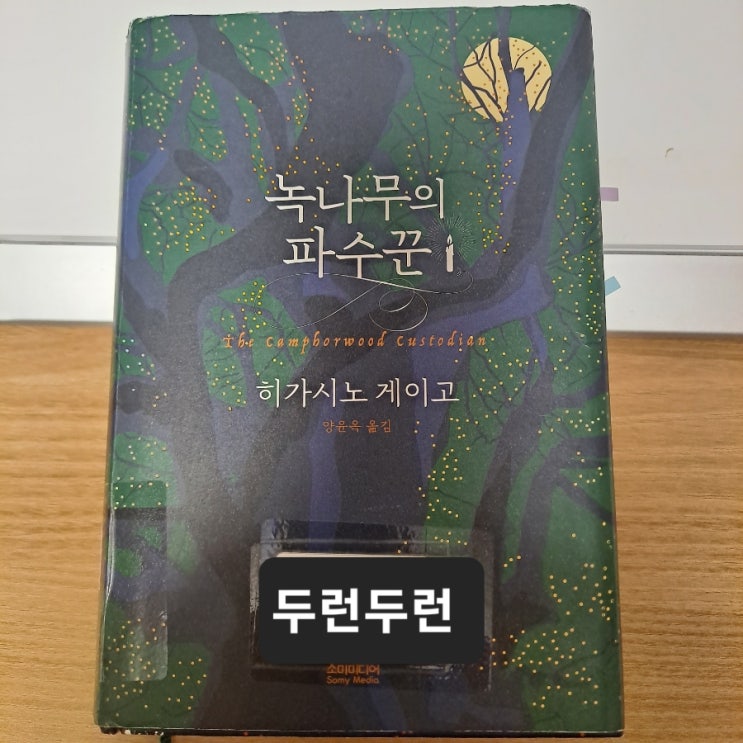 녹나무의
파수꾼
The Camphorwood Custodian
히가시노 게이고
양윤옥 옮김
두런두런
소미미디어
Somy Media